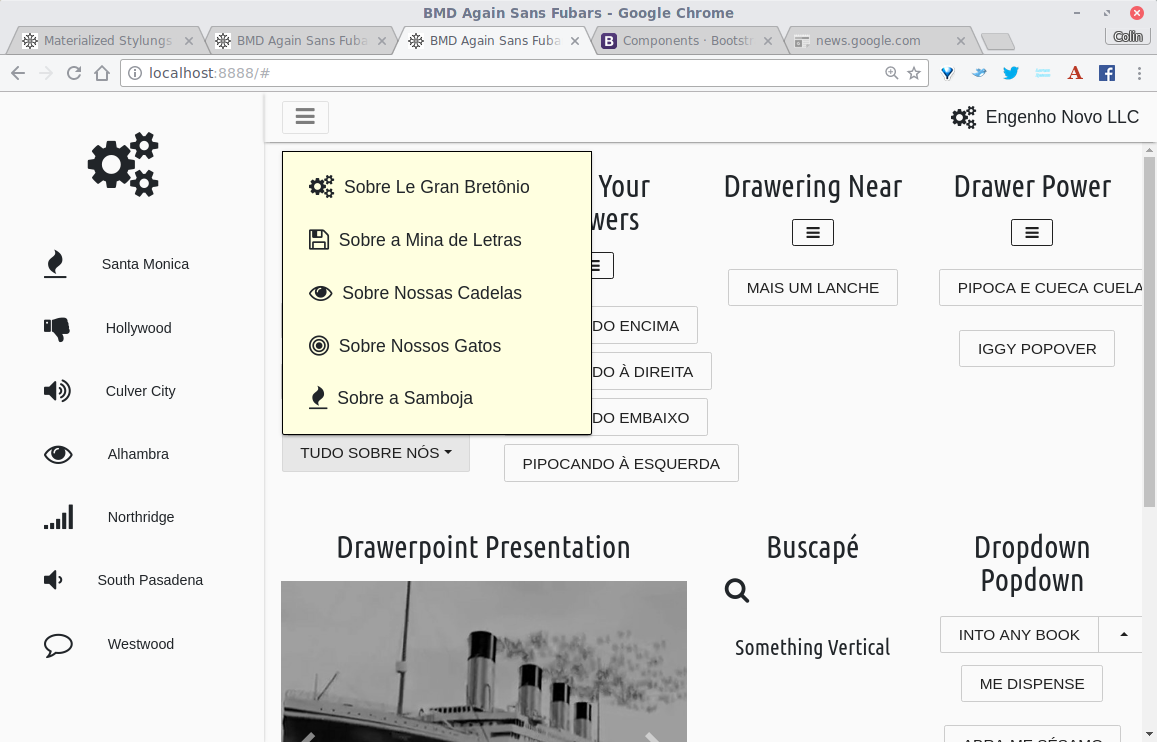 BMD Again Sans Fubars - Google Chrome
Materialized Stylungs
BMD Again Sans Fuba
BMD Again Sans Fuba
Components · Bootst
news.google.com
Colin
localhost:8888/#
Engenho Novo LLC
Santa Monica
Hollywood
Culver City
Alhambra
Northridge
South Pasadena
Westwood
Sobre Le Gran Bretônio
Sobre a Mina de Letras
Sobre Nossas Cadelas
Sobre Nossos Gatos
Sobre a Samboja
TUDO SOBRE NÓS
Your
wers
DO ENCIMA
DO À DIREITA
DO EMBAIXO
PIPOCANDO À ESQUERDA
Drawering Near
MAIS UM LANCHE
Drawer Power
PIPOCA E CUECA CUELA
IGGY POPOVER
Drawerpoint Presentation
Buscapé
Something Vertical
Dropdown
Popdown
INTO ANY BOOK
ME DISPENSE
ABRA-ME SÉSAMO